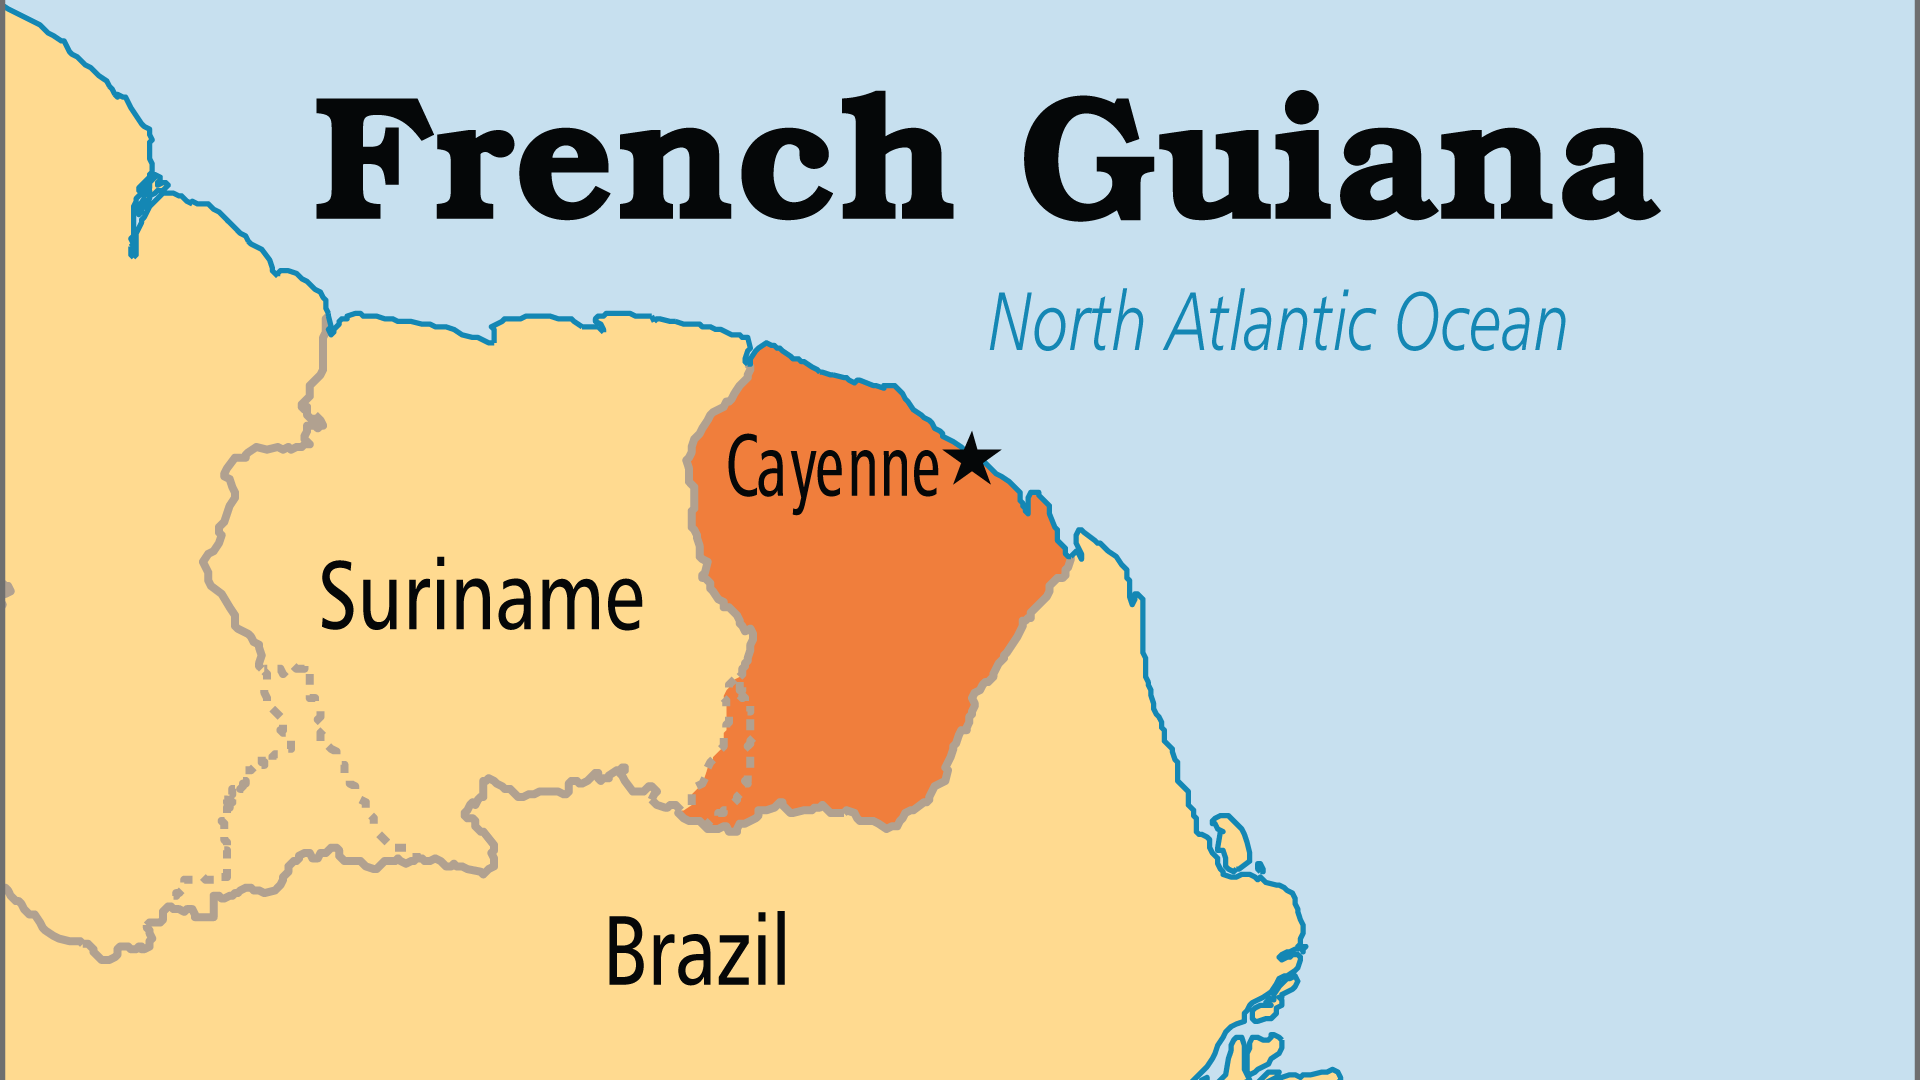 French Guiana
North Atlantic Ocean
Cayenne
Suriname
Brazil